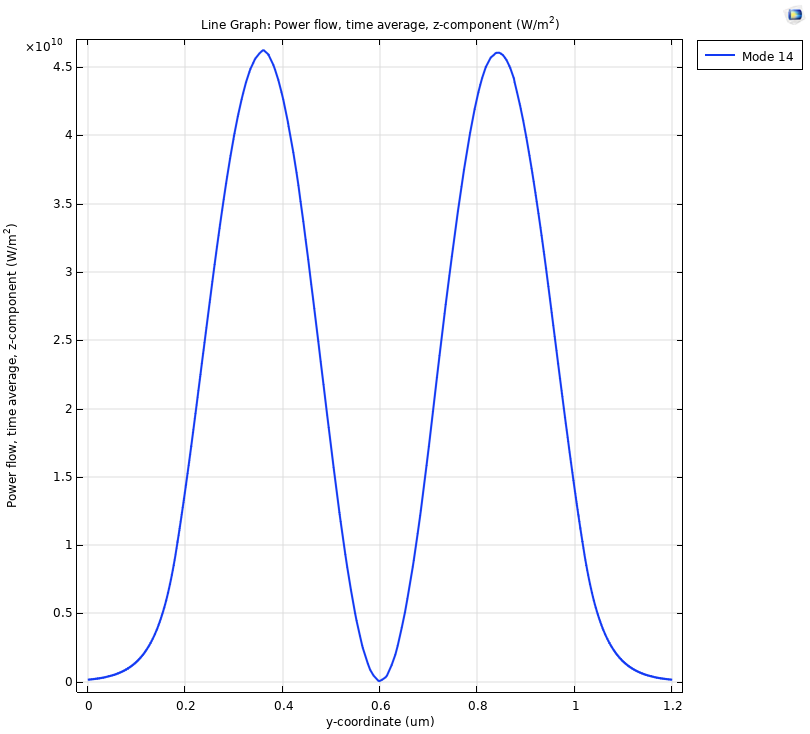 Line Graph: Power flow, time average, z-component (W/m²)
×10¹⁰
4.5
4
3.5
3
2.5
2
1.5
1
0.5
0
Power flow, time average, z-component (W/m²)
0 0.2 0.4 0.6 0.8 1 1.2
y-coordinate (um)
Mode 14